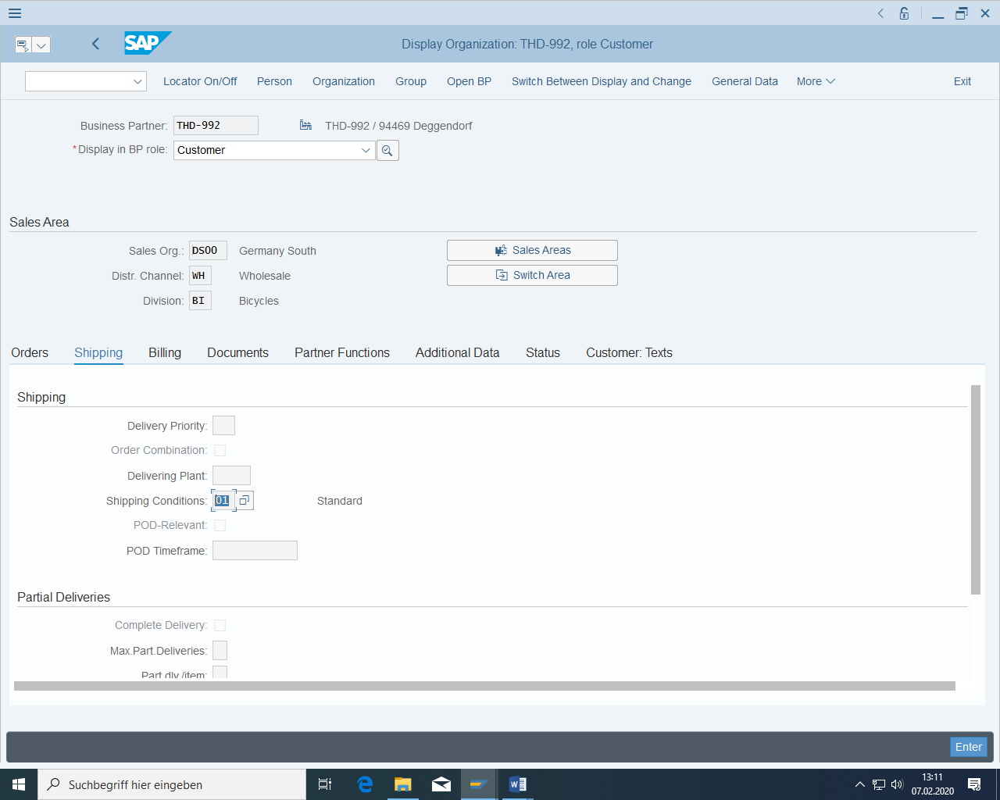 SAP
Display Organization: THD-992, role Customer
Locator On/Off Person Organization Group Open BP Switch Between Display and Change General Data More Exit
Business Partner: THD-992 THD-992 / 94469 Deggendorf
*Display in BP role: Customer
Sales Area
Sales Org.: DS00 Germany South Sales Areas
Distr. Channel: WH Wholesale Switch Area
Division: BI Bicycles
Orders Shipping Billing Documents Partner Functions Additional Data Status Customer: Texts
Shipping
Delivery Priority:
Order Combination:
Delivering Plant:
Shipping Conditions: 01 Standard
POD-Relevant:
POD Timeframe:
Partial Deliveries
Complete Delivery:
Max.Part.Deliveries:
Part.dlv./item:
Enter
Suchbegriff hier eingeben
13:11
07.02.2020